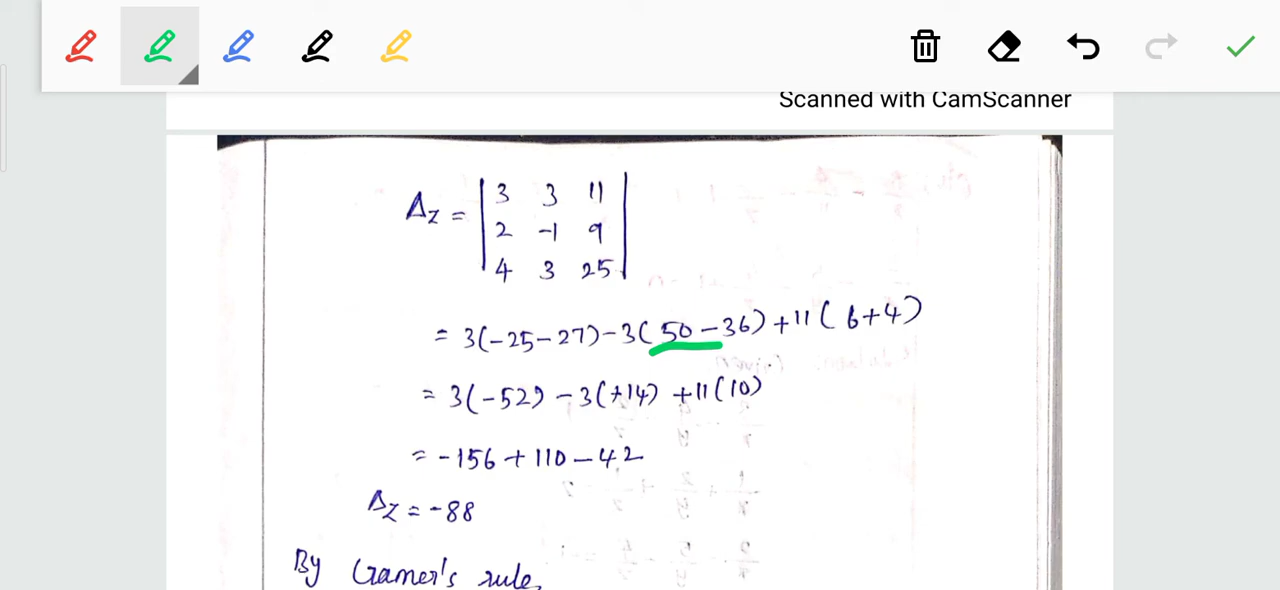 Scanned with CamScanner
Δz = | 3 3 11 |
| 2 -1 9 |
| 4 3 25 |
= 3(-25-27)-3(50-36)+11(6+4)
= 3(-52) -3(+14) +11(10)
= -156 + 110 - 42
Δz = -88
By Cramer's rule,